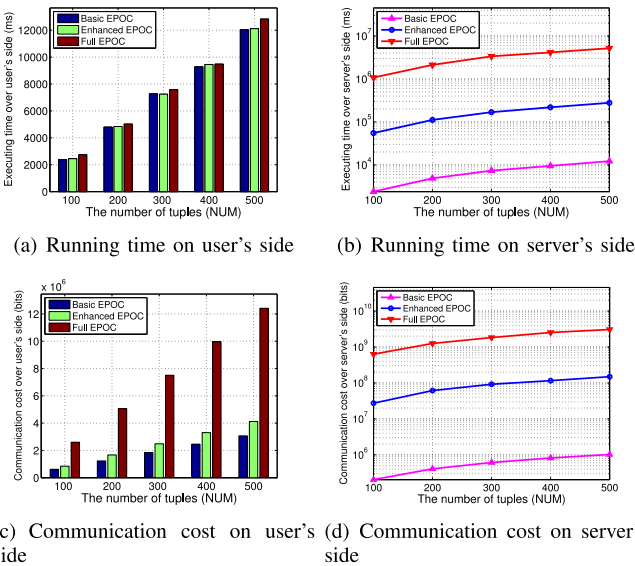 Basic EPOC
Enhanced EPOC
Full EPOC
12000
10000
8000
6000
4000
2000
0
100 200 300 400 500
Executing time over user's side (ms)
The number of tuples (NUM)
(a) Running time on user's side
Basic EPOC
Enhanced EPOC
Full EPOC
10^7
10^6
10^5
10^4
100 200 300 400 500
Executing time over server's side (ms)
The number of tuples (NUM)
(b) Running time on server's side
x 10^6
Basic EPOC
Enhanced EPOC
Full EPOC
12
10
8
6
4
2
0
100 200 300 400 500
Communication cost over user's side (bits)
The number of tuples (NUM)
c) Communication cost on user's
ide
Basic EPOC
Enhanced EPOC
Full EPOC
10^10
10^9
10^8
10^7
10^6
100 200 300 400 500
Communication cost over server's side (bits)
The number of tuples (NUM)
(d) Communication cost on server
side